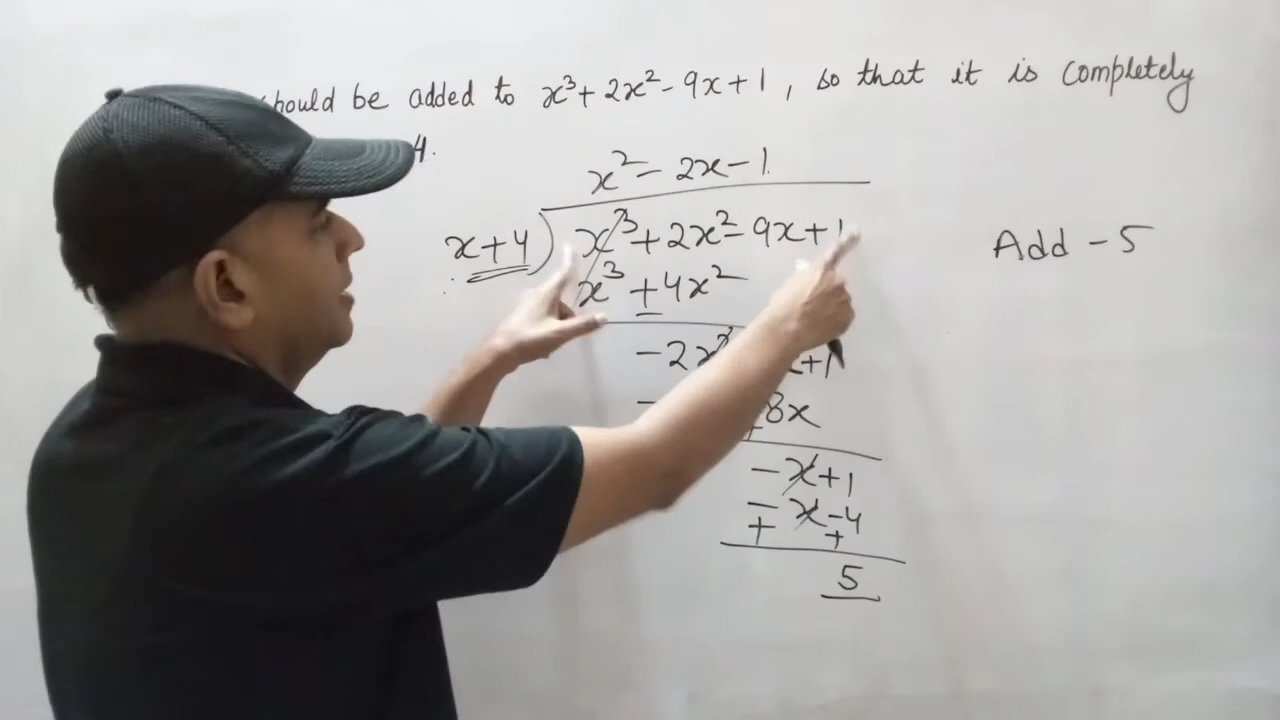 should be added to x³ + 2x² - 9x + 1, so that it is completely
4.
x² - 2x - 1
x + 4 ) x³ + 2x² - 9x + 1
x³ + 4x²
Add - 5
- 2x² x + 1
- 8x
- x + 1
- x - 4
+ +
5